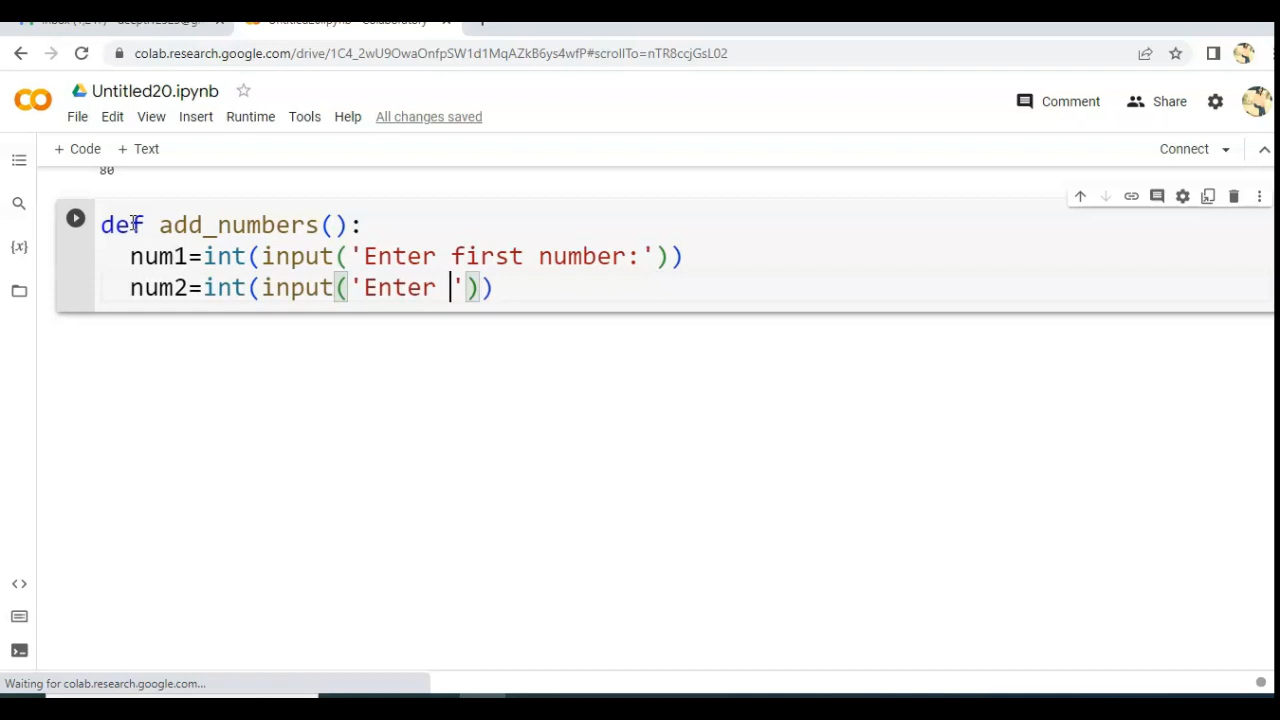 colab.research.google.com/drive/1C4_2wU9OwaOnfpSW1d1MqAZkB6ys4wfP#scrollTo=nTR8ccjGsL02
Untitled20.ipynb
File Edit View Insert Runtime Tools Help All changes saved
Comment Share
+ Code + Text
Connect
80
def add_numbers():
num1=int(input('Enter first number:'))
num2=int(input('Enter '))
Waiting for colab.research.google.com...